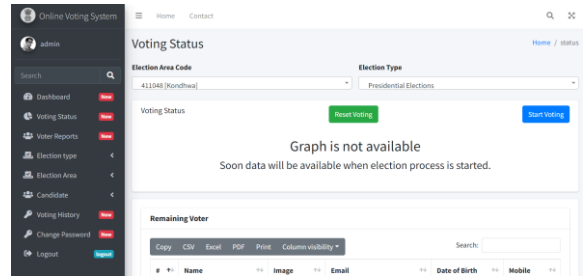 Online Voting System
Home Contact
admin
Voting Status
Home / status
Election Area Code
Election Type
Search
411048 [Kondhwa]
Presidential Elections
Dashboard New
Voting Status New
Voter Reports New
Election type
Election Area
Candidate
Voting History New
Change Password New
Logout logout
Voting Status
Reset Voting
Start Voting
Graph is not available
Soon data will be available when election process is started.
Remaining Voter
Copy CSV Excel PDF Print Column visibility
Search:
# Name Image Email Date of Birth Mobile